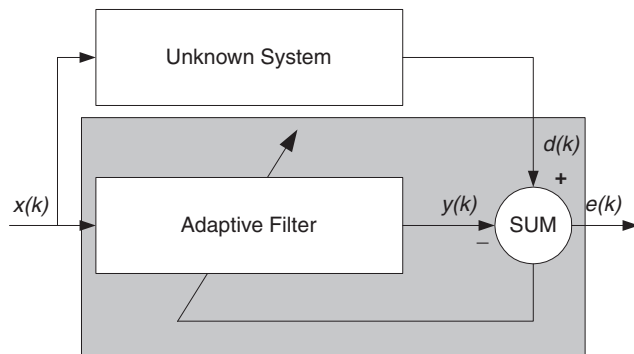 Unknown System
d(k)
+
x(k)
Adaptive Filter
y(k)
–
SUM
e(k)